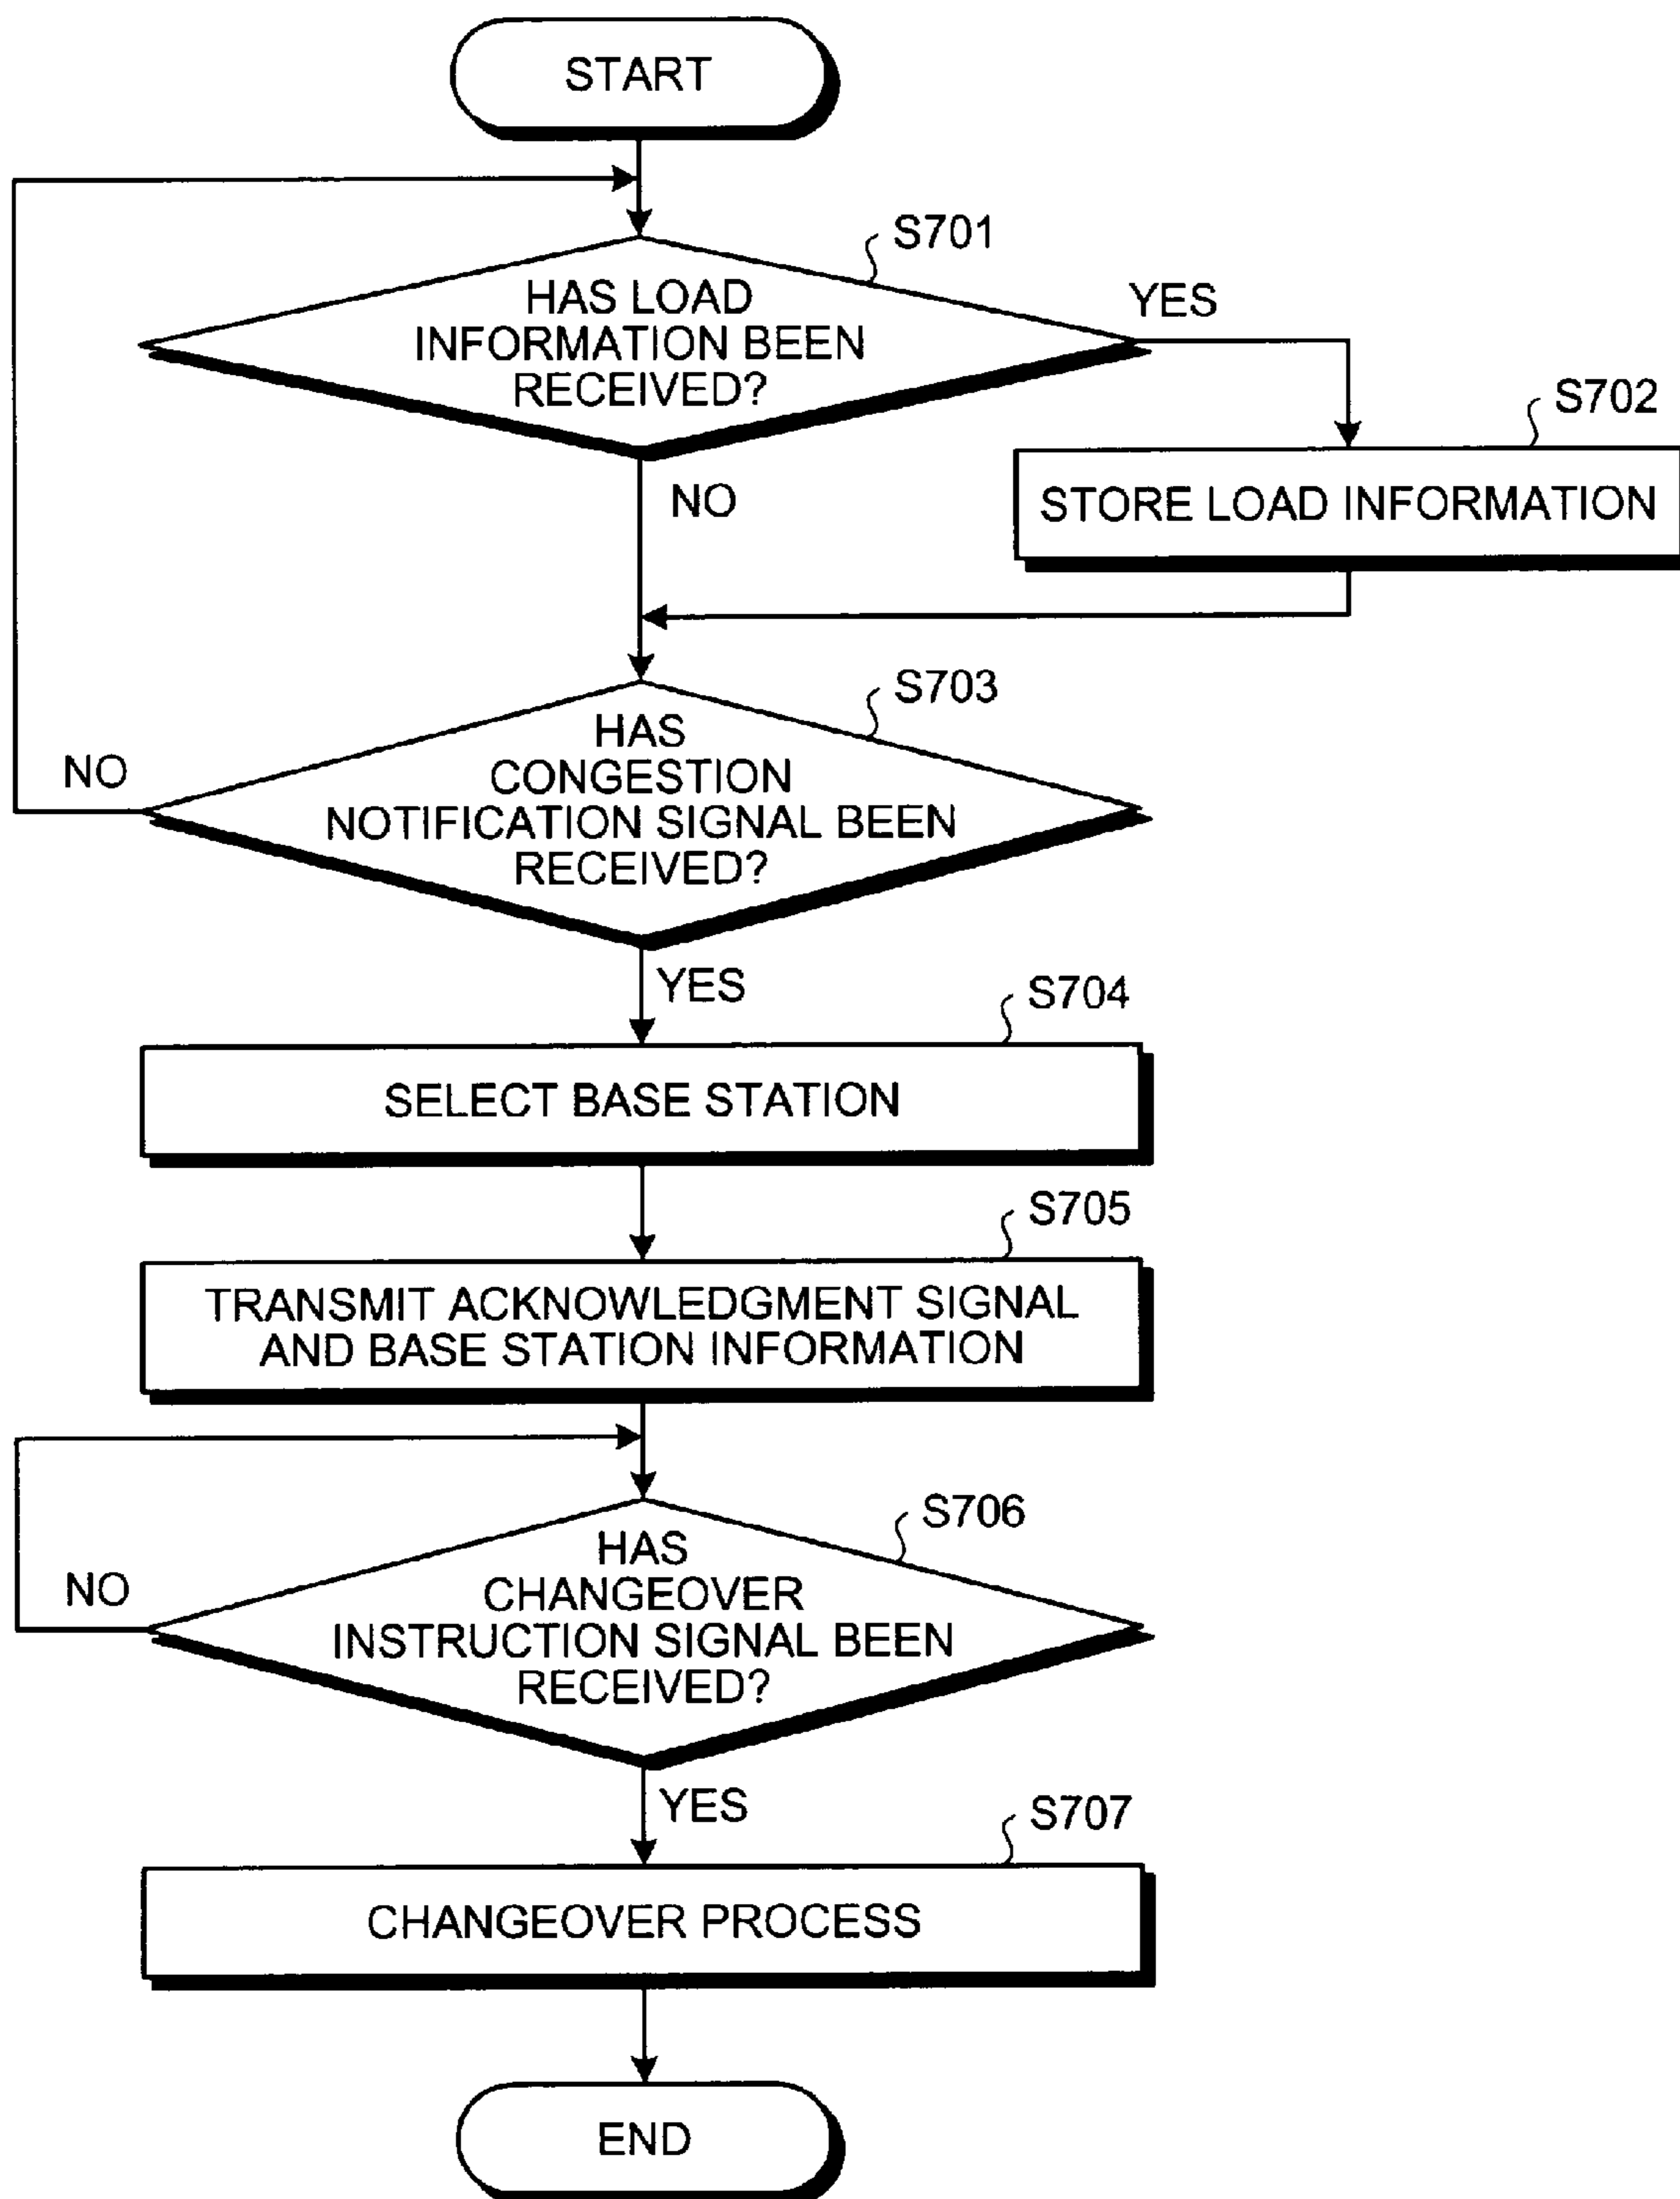 START
S701
HAS LOAD
INFORMATION BEEN
RECEIVED?
YES
S702
STORE LOAD INFORMATION
NO
S703
HAS
CONGESTION
NOTIFICATION SIGNAL BEEN
RECEIVED?
NO
YES
S704
SELECT BASE STATION
S705
TRANSMIT ACKNOWLEDGMENT SIGNAL
AND BASE STATION INFORMATION
S706
HAS
CHANGEOVER
INSTRUCTION SIGNAL BEEN
RECEIVED?
NO
YES
S707
CHANGEOVER PROCESS
END